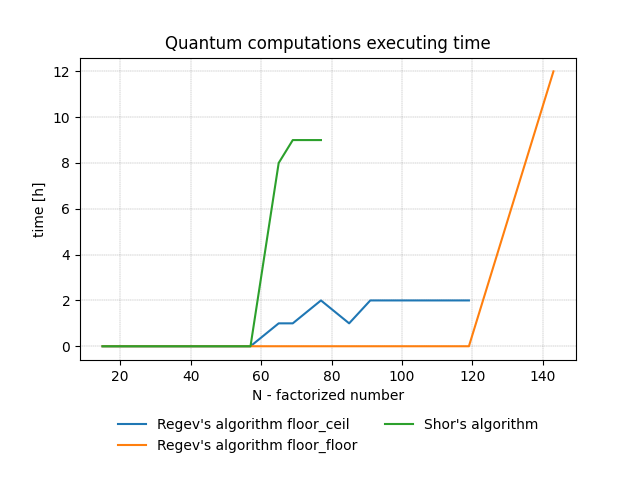 Quantum computations executing time
12
10
8
6
4
2
0
time [h]
20 40 60 80 100 120 140
N - factorized number
Regev's algorithm floor_ceil
Regev's algorithm floor_floor
Shor's algorithm